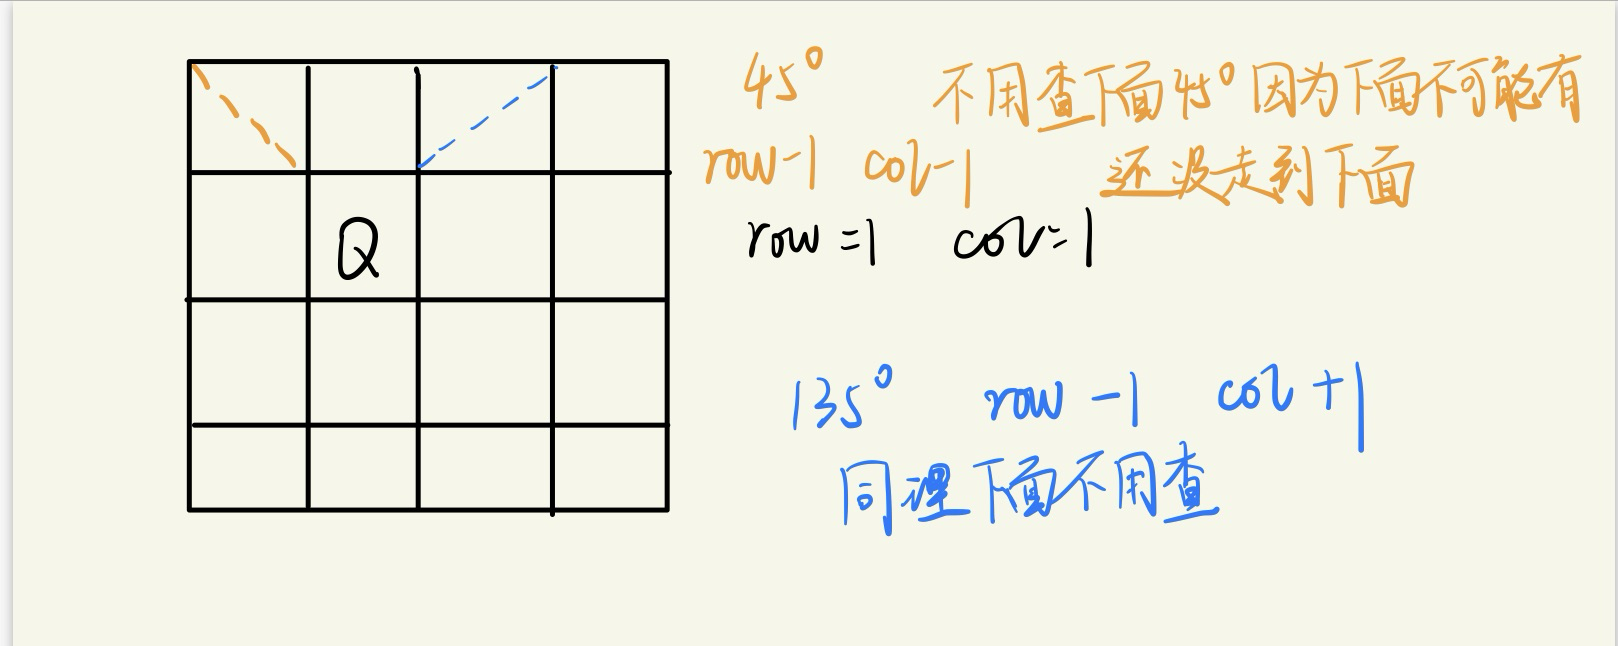 45° 不用查下面45°因为下面不可能有
row-1 col-1 还没走到下面
Q row=1 col=1
135° row-1 col+1
同理下面不用查